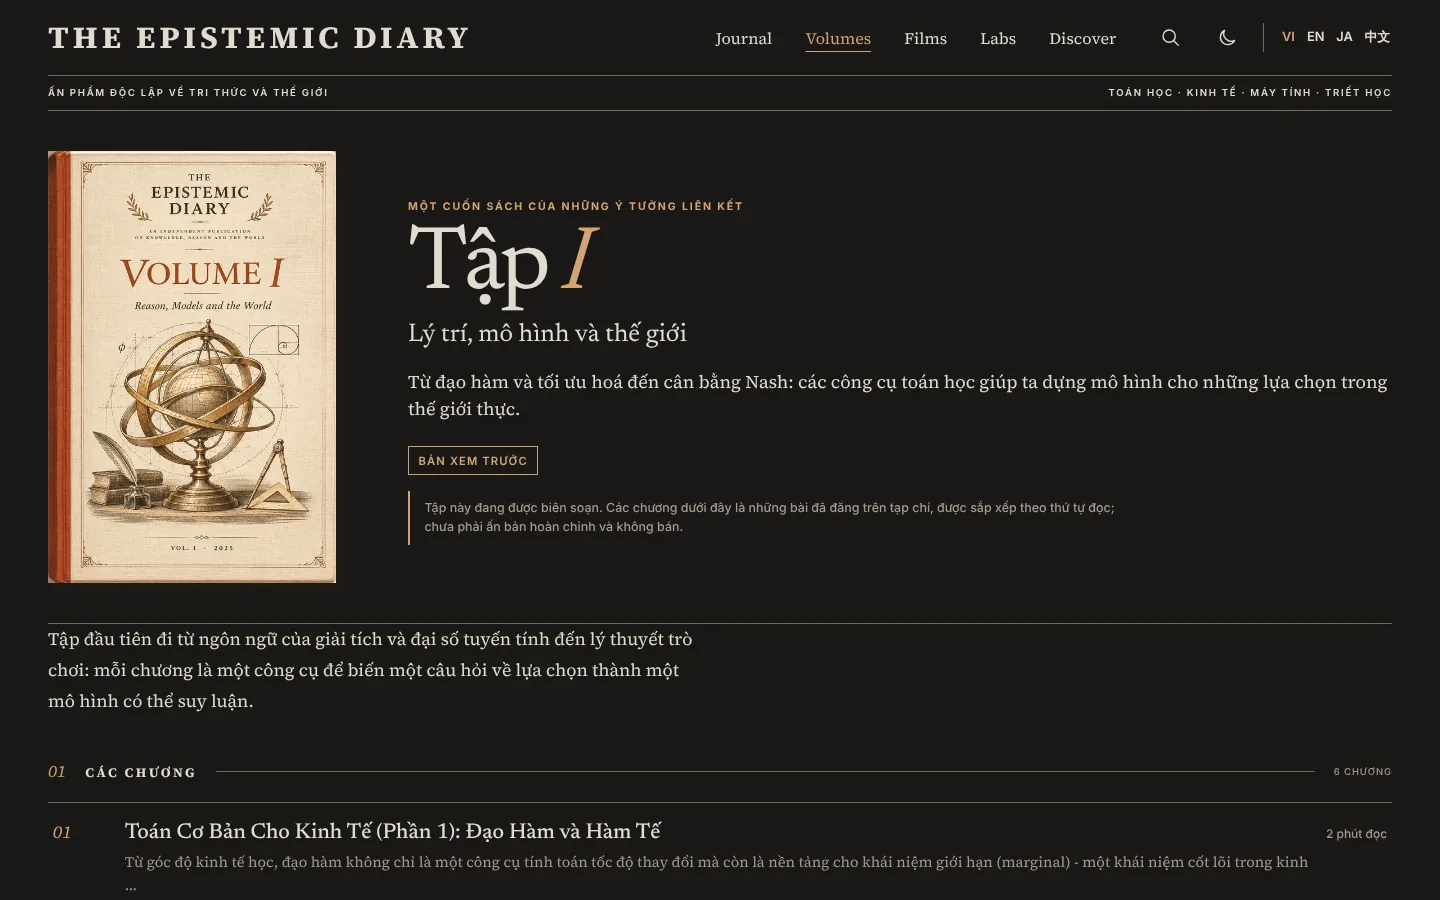 THE EPISTEMIC DIARY
Journal Volumes Films Labs Discover VI EN JA 中文
ẤN PHẨM ĐỘC LẬP VỀ TRI THỨC VÀ THẾ GIỚI
TOÁN HỌC · KINH TẾ · MÁY TÍNH · TRIẾT HỌC
THE
EPISTEMIC
DIARY
AN INDEPENDENT PUBLICATION
ON KNOWLEDGE, REASON AND THE WORLD
VOLUME I
Reason, Models and the World
ϕ
VOL. I · 2025
MỘT CUỐN SÁCH CỦA NHỮNG Ý TƯỞNG LIÊN KẾT
Tập I
Lý trí, mô hình và thế giới
Từ đạo hàm và tối ưu hoá đến cân bằng Nash: các công cụ toán học giúp ta dựng mô hình cho những lựa chọn trong
thế giới thực.
BẢN XEM TRƯỚC
Tập này đang được biên soạn. Các chương dưới đây là những bài đã đăng trên tạp chí, được sắp xếp theo thứ tự đọc;
chưa phải ấn bản hoàn chỉnh và không bán.
Tập đầu tiên đi từ ngôn ngữ của giải tích và đại số tuyến tính đến lý thuyết trò
chơi: mỗi chương là một công cụ để biến một câu hỏi về lựa chọn thành một
mô hình có thể suy luận.
01 CÁC CHƯƠNG 6 CHƯƠNG
01 Toán Cơ Bản Cho Kinh Tế (Phần 1): Đạo Hàm và Hàm Tế 2 phút đọc
Từ góc độ kinh tế học, đạo hàm không chỉ là một công cụ tính toán tốc độ thay đổi mà còn là nền tảng cho khái niệm giới hạn (marginal) - một khái niệm cốt lõi trong kinh
...